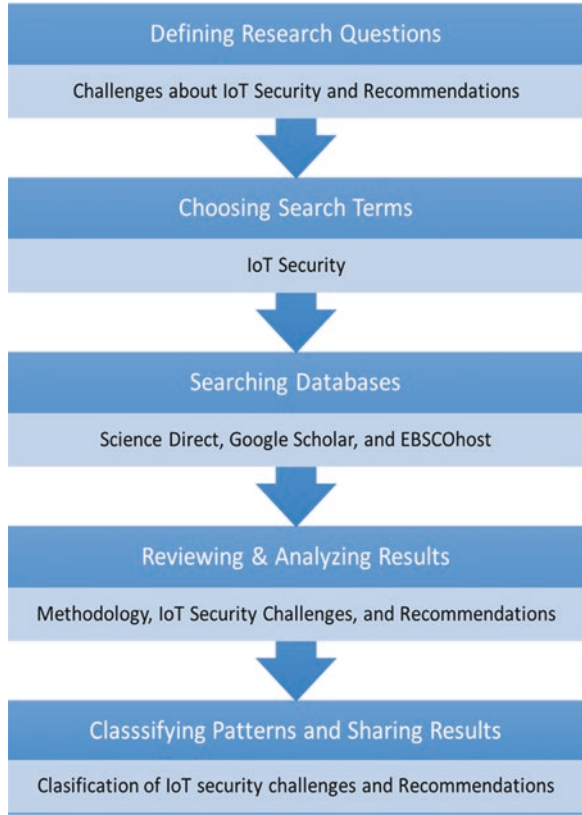 Defining Research Questions
Challenges about IoT Security and Recommendations
Choosing Search Terms
IoT Security
Searching Databases
Science Direct, Google Scholar, and EBSCOhost
Reviewing & Analyzing Results
Methodology, IoT Security Challenges, and Recommendations
Classsifying Patterns and Sharing Results
Clasification of IoT security challenges and Recommendations